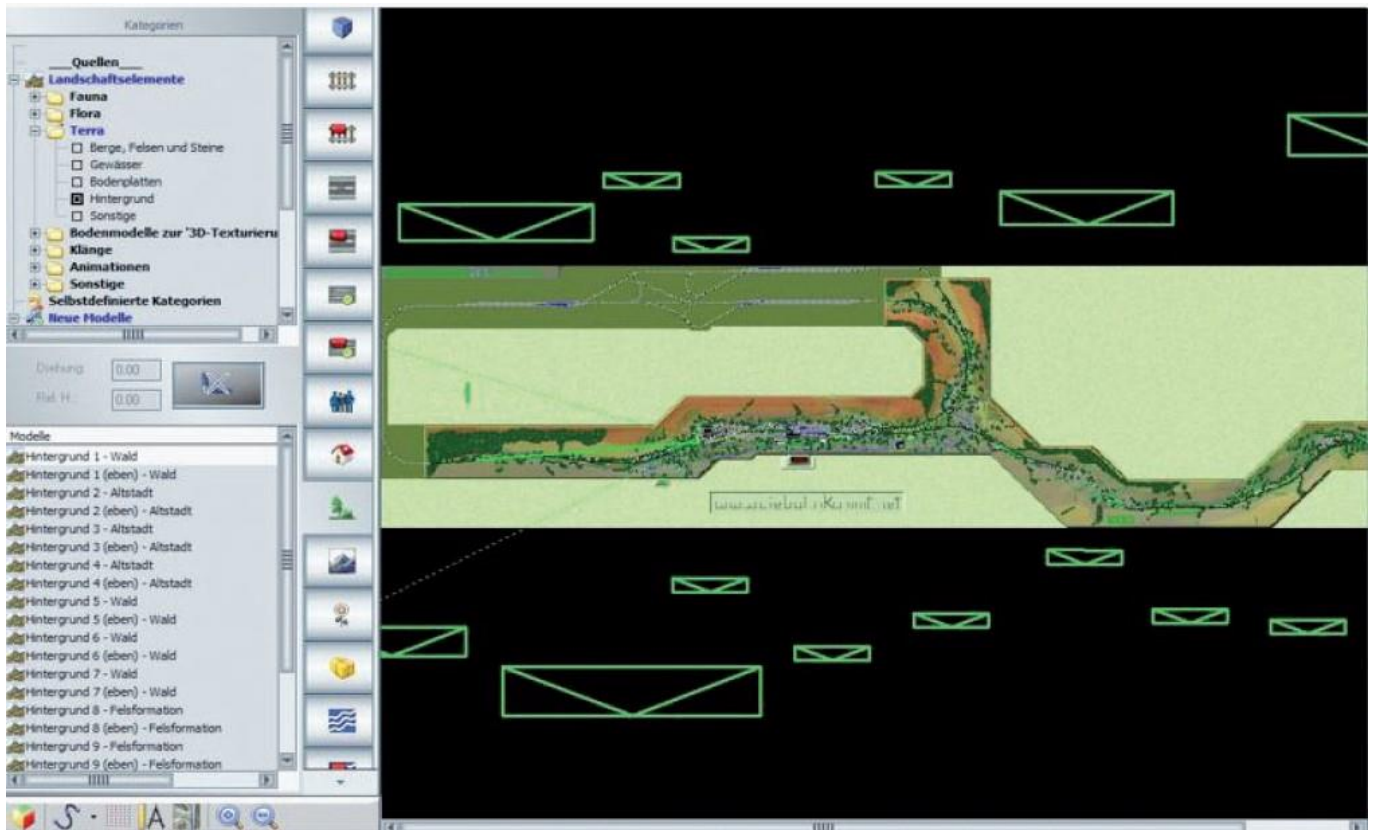 Kategorien
___Quellen___
Landschaftselemente
Fauna
Flora
Terra
Berge, Felsen und Steine
Gewässer
Bodenplatten
Hintergrund
Sonstige
Bodenmodelle zur '3D-Texturieru
Klänge
Animationen
Sonstige
Selbstdefinierte Kategorien
Neue Modelle
Drehung: 0.00
Rel. H.: 0.00
Modelle
Hintergrund 1 - Wald
Hintergrund 1 (eben) - Wald
Hintergrund 2 - Altstadt
Hintergrund 2 (eben) - Altstadt
Hintergrund 3 - Altstadt
Hintergrund 3 (eben) - Altstadt
Hintergrund 4 - Altstadt
Hintergrund 4 (eben) - Altstadt
Hintergrund 5 - Wald
Hintergrund 5 (eben) - Wald
Hintergrund 6 - Wald
Hintergrund 6 (eben) - Wald
Hintergrund 7 - Wald
Hintergrund 7 (eben) - Wald
Hintergrund 8 - Felsformation
Hintergrund 8 (eben) - Felsformation
Hintergrund 9 - Felsformation
Hintergrund 9 (eben) - Felsformation